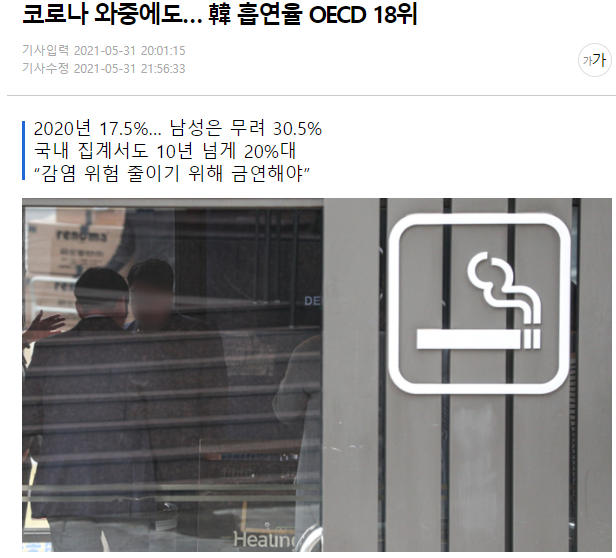 코로나 와중에도… 韓 흡연율 OECD 18위
기사입력 2021-05-31 20:01:15
기사수정 2021-05-31 21:56:33
가가
2020년 17.5%… 남성은 무려 30.5%
국내 집계서도 10년 넘게 20%대
“감염 위험 줄이기 위해 금연해야”
renoma
DE
Heating